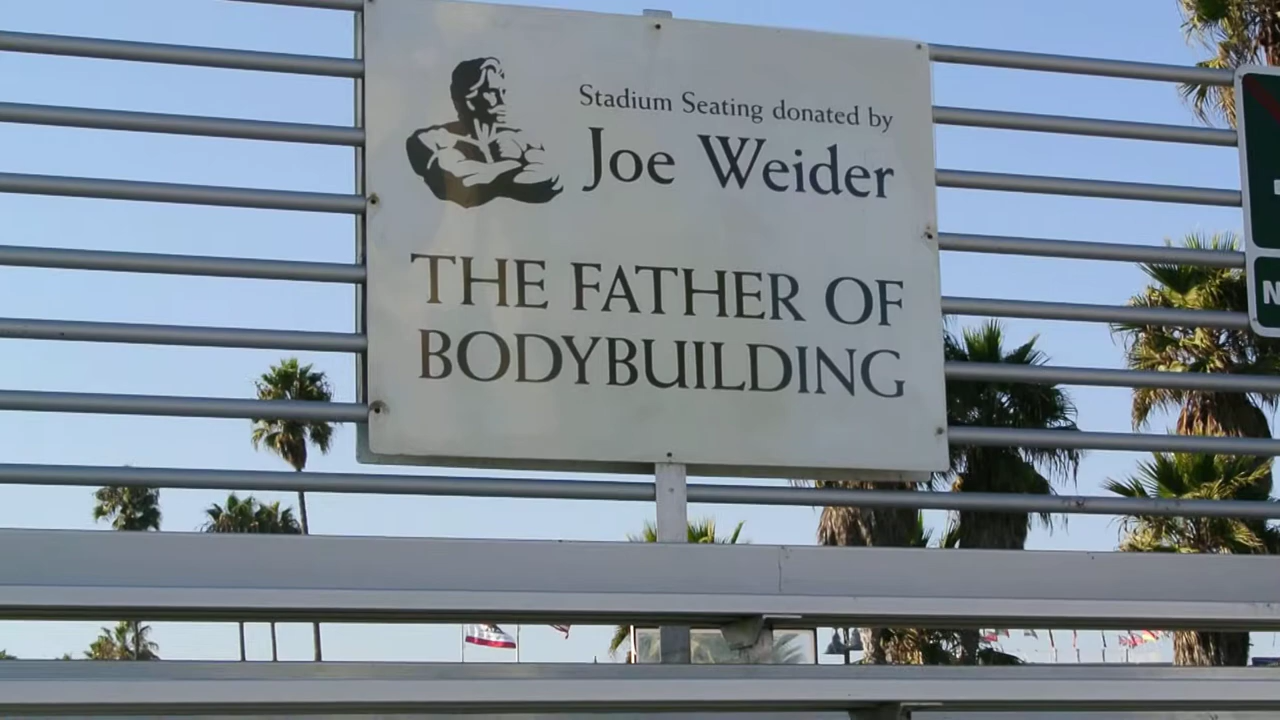 Stadium Seating donated by
Joe Weider
THE FATHER OF
BODYBUILDING